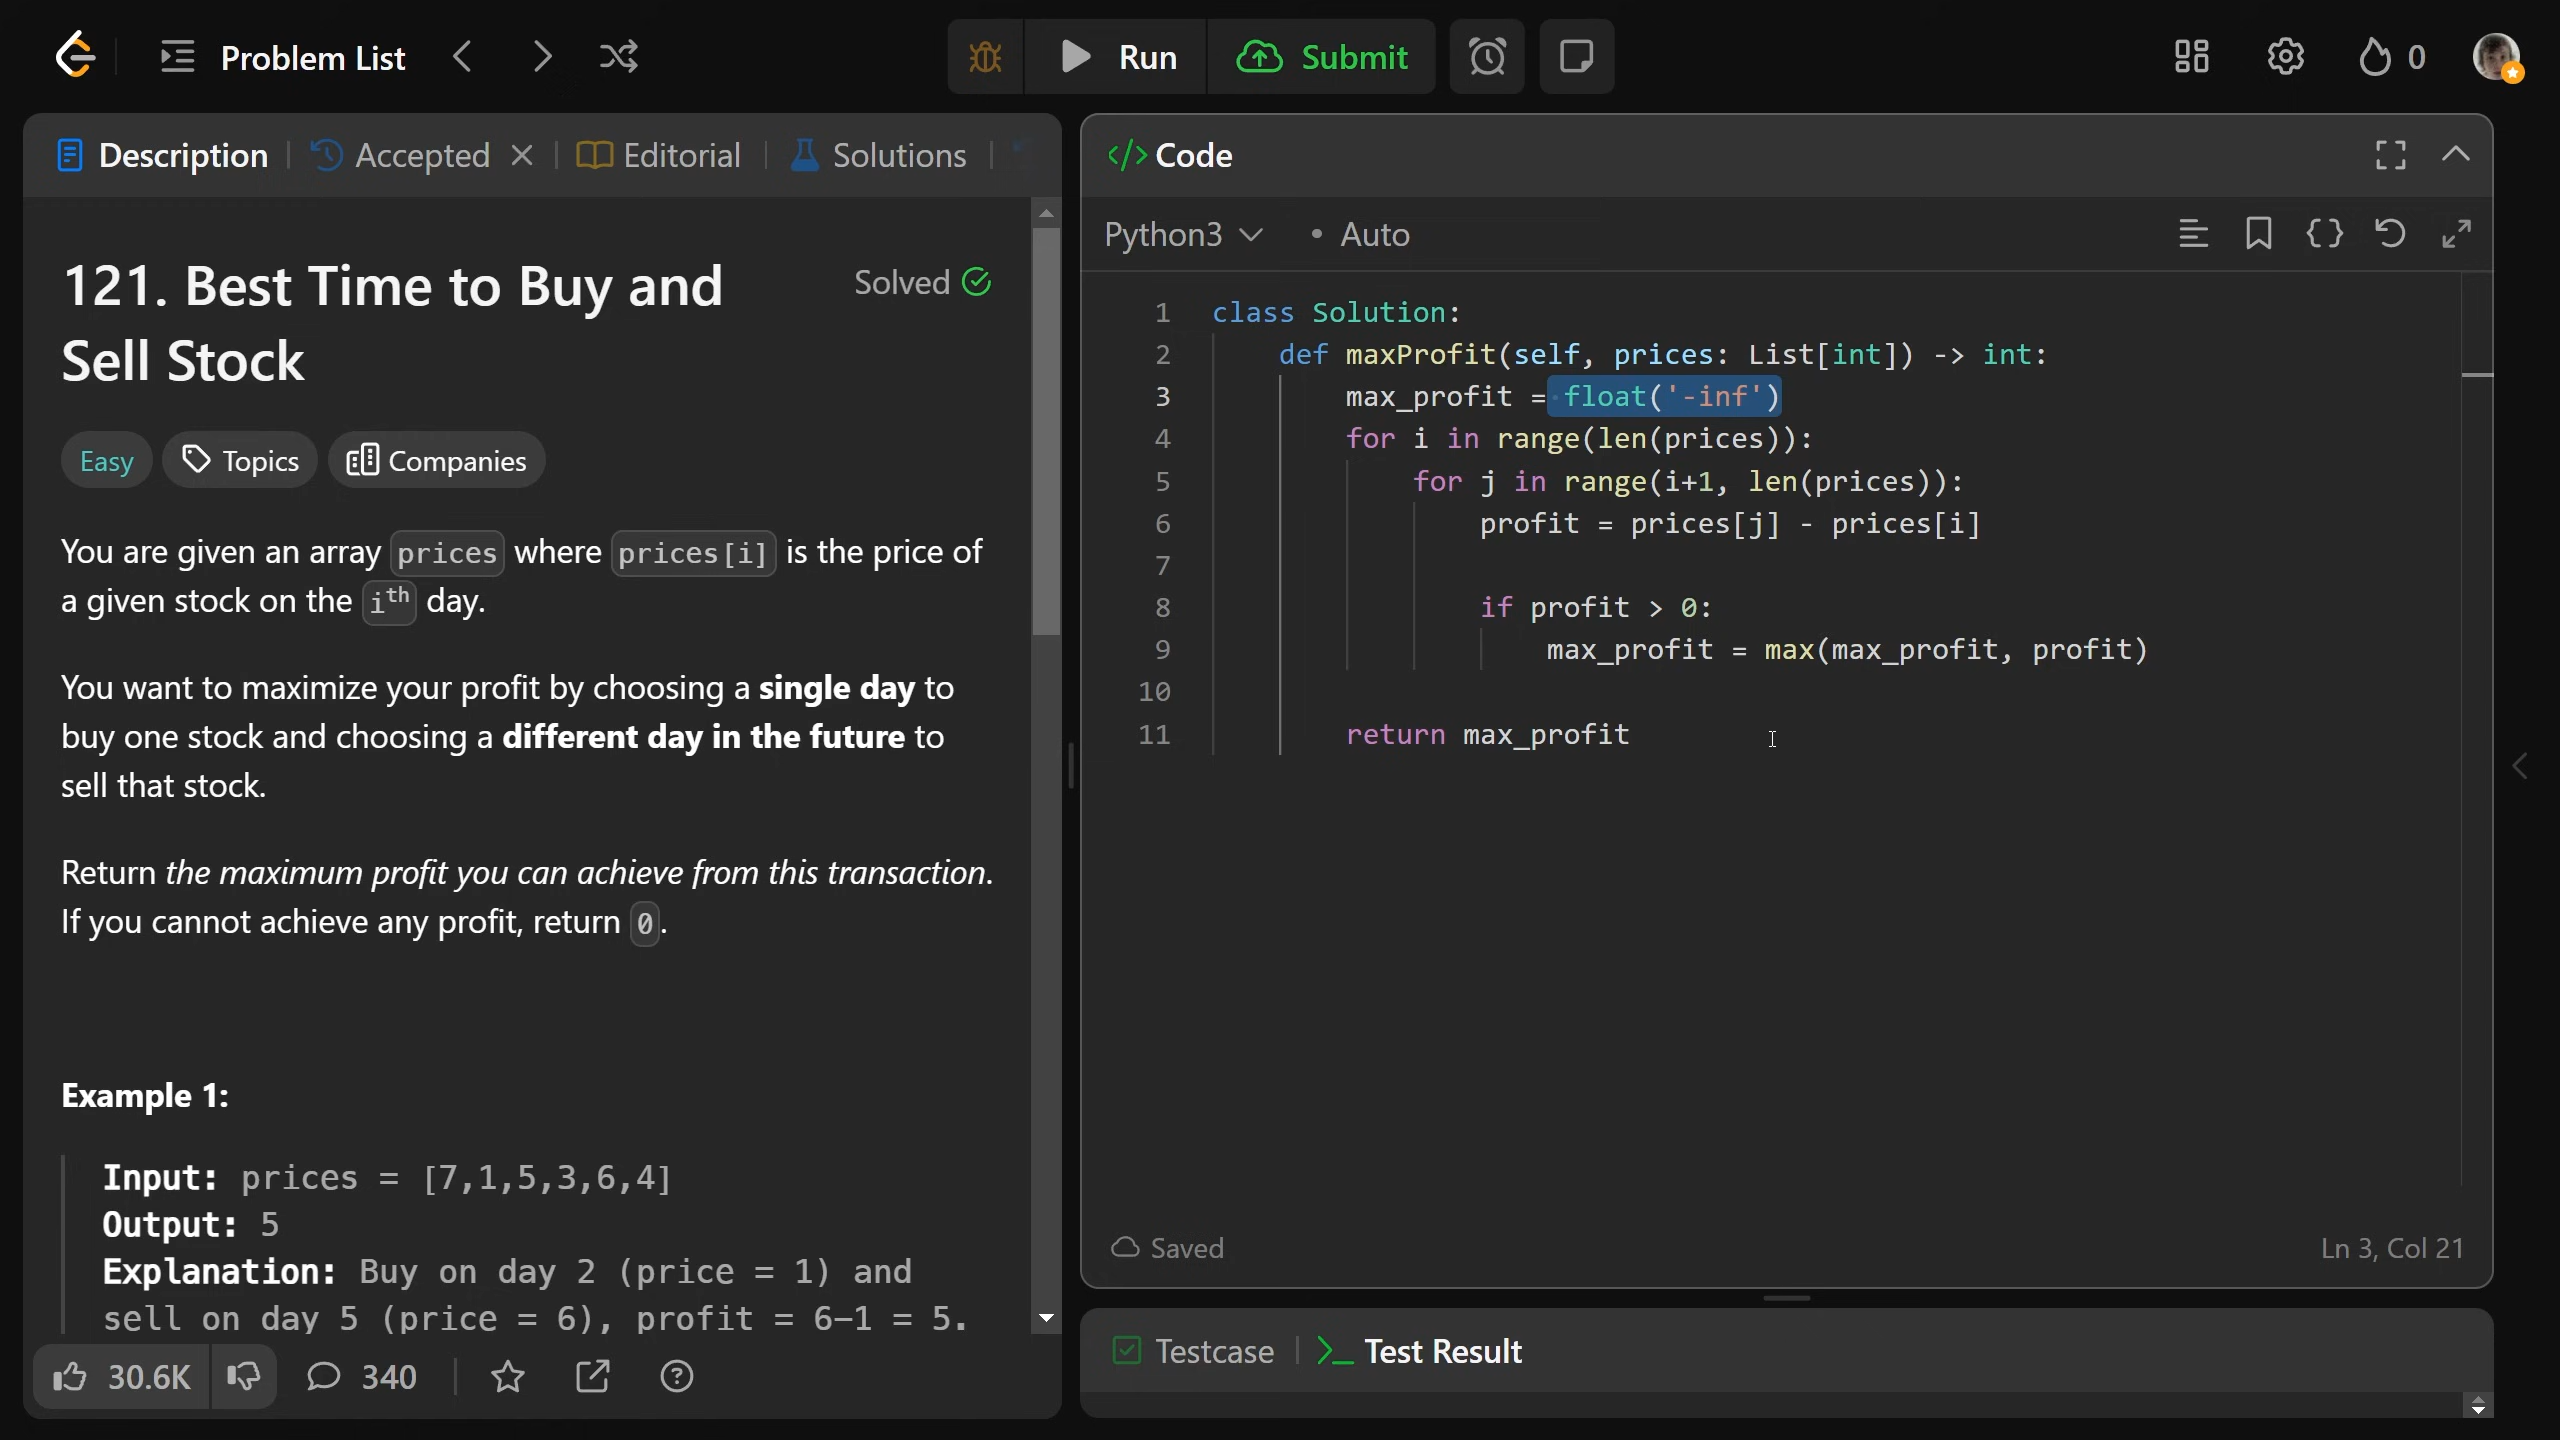 Problem List
Run
Submit
0
Description
Accepted
Editorial
Solutions
121. Best Time to Buy and
Sell Stock
Solved
Easy
Topics
Companies
You are given an array prices where prices[i] is the price of
a given stock on the ith day.
You want to maximize your profit by choosing a single day to
buy one stock and choosing a different day in the future to
sell that stock.
Return the maximum profit you can achieve from this transaction.
If you cannot achieve any profit, return 0.
Example 1:
Input: prices = [7,1,5,3,6,4]
Output: 5
Explanation: Buy on day 2 (price = 1) and
sell on day 5 (price = 6), profit = 6-1 = 5.
30.6K
340
</> Code
Python3
• Auto
1 class Solution:
2 def maxProfit(self, prices: List[int]) -> int:
3 max_profit = float('-inf')
4 for i in range(len(prices)):
5 for j in range(i+1, len(prices)):
6 profit = prices[j] - prices[i]
7
8 if profit > 0:
9 max_profit = max(max_profit, profit)
10
11 return max_profit
Saved
Ln 3, Col 21
Testcase
Test Result